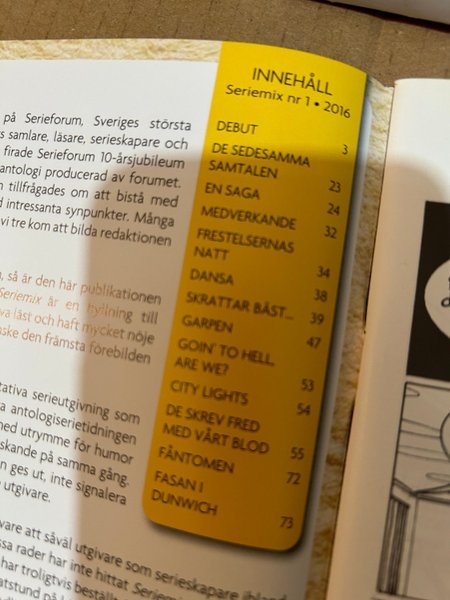 på Serieforum, Sveriges största
samlare, läsare, serieskapare och
firade Serieforum 10-årsjubileum
antologi producerad av forumet.
tillfrågades om att bistå med
intressanta synpunkter. Många
vi tre kom att bilda redaktionen
så är den här publikationen
Seriemix är en hyllning till
läst och haft mycket nöje
den främsta förebilden
serieutgivning som
antologiserietidningen
med utrymme för humor
på samma gång.
ges ut, inte signalera
utgivare.
att såväl utgivare som serieskapare ibland
rader har inte hittat
har troligtvis
INNEHÅLL
Seriemix nr 1 • 2016
DEBUT 3
DE SEDESAMMA
SAMTALEN 23
EN SAGA 24
MEDVERKANDE 32
FRESTELSERNAS
NATT 34
DANSA 38
SKRATTAR BÄST... 39
GARPEN 47
GOIN' TO HELL,
ARE WE? 53
CITY LIGHTS 54
DE SKREV FRED
MED VÅRT BLOD 55
FÅNTOMEN 72
FASAN I
DUNWICH 73